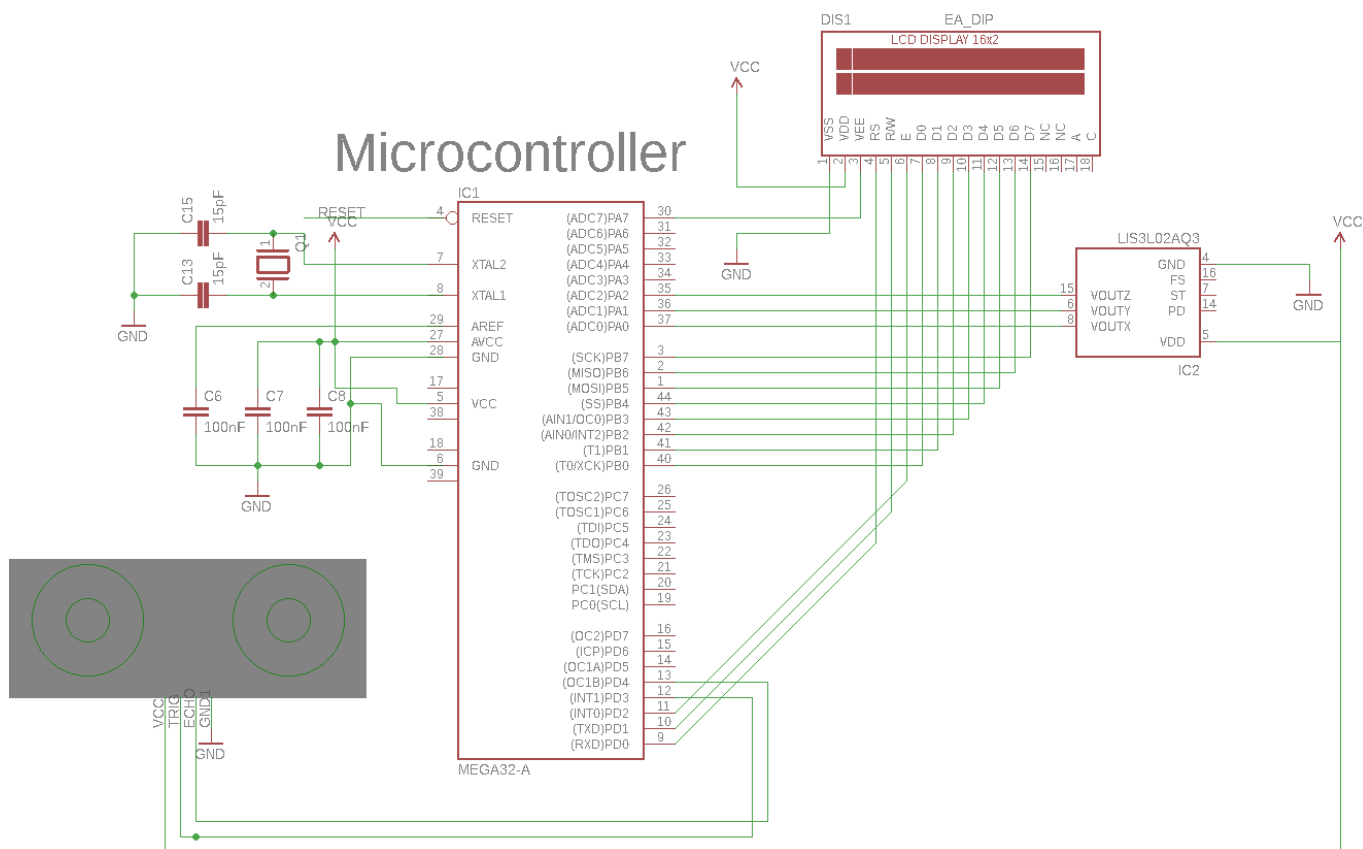 DIS1 EA_DIP
LCD DISPLAY 16x2
VCC
VSS VDD VEE RS R/W E D0 D1 D2 D3 D4 D5 D6 D7 NC NC A C
1 2 3 4 5 6 7 8 9 10 11 12 13 14 15 16 17 18
Microcontroller
IC1
C15 15pF
C13 15pF
Q1
1
2
GND
RESET
VCC
4 RESET
7 XTAL2
8 XTAL1
29 AREF
27 AVCC
28 GND
17
5 VCC
38
18
6 GND
39
C6 100nF
C7 100nF
C8 100nF
GND
(ADC7)PA7 30
(ADC6)PA6 31
(ADC5)PA5 32
(ADC4)PA4 33
(ADC3)PA3 34
(ADC2)PA2 35
(ADC1)PA1 36
(ADC0)PA0 37
(SCK)PB7 3
(MISO)PB6 2
(MOSI)PB5 1
(SS)PB4 44
(AIN1/OC0)PB3 43
(AIN0/INT2)PB2 42
(T1)PB1 41
(T0/XCK)PB0 40
(TOSC2)PC7 26
(TOSC1)PC6 25
(TDI)PC5 24
(TDO)PC4 23
(TMS)PC3 22
(TCK)PC2 21
PC1(SDA) 20
PC0(SCL) 19
(OC2)PD7 16
(ICP)PD6 15
(OC1A)PD5 14
(OC1B)PD4 13
(INT1)PD3 12
(INT0)PD2 11
(TXD)PD1 10
(RXD)PD0 9
MEGA32-A
GND
LIS3L02AQ3
15 VOUTZ
6 VOUTY
8 VOUTX
GND 4
FS 16
ST 7
PD 14
VDD 5
IC2
GND
VCC
VCC
TRIG
ECHO
GND1
GND